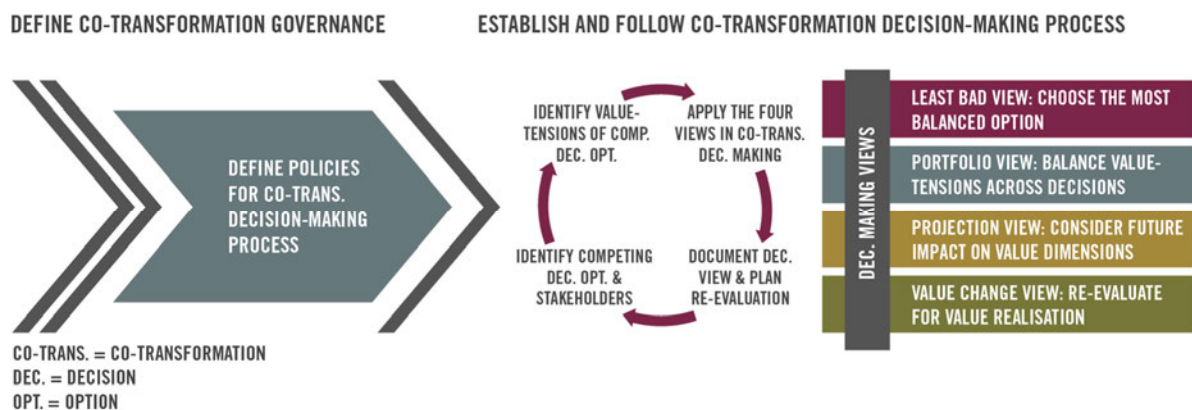 DEFINE CO-TRANSFORMATION GOVERNANCE
ESTABLISH AND FOLLOW CO-TRANSFORMATION DECISION-MAKING PROCESS
DEFINE POLICIES
FOR CO-TRANS.
DECISION-MAKING
PROCESS
IDENTIFY VALUE-
TENSIONS OF COMP.
DEC. OPT.
APPLY THE FOUR
VIEWS IN CO-TRANS.
DEC. MAKING
IDENTIFY COMPETING
DEC. OPT. &
STAKEHOLDERS
DOCUMENT DEC.
VIEW & PLAN
RE-EVALUATION
DEC. MAKING VIEWS
LEAST BAD VIEW: CHOOSE THE MOST
BALANCED OPTION
PORTFOLIO VIEW: BALANCE VALUE-
TENSIONS ACROSS DECISIONS
PROJECTION VIEW: CONSIDER FUTURE
IMPACT ON VALUE DIMENSIONS
VALUE CHANGE VIEW: RE-EVALUATE
FOR VALUE REALISATION
CO-TRANS. = CO-TRANSFORMATION
DEC. = DECISION
OPT. = OPTION